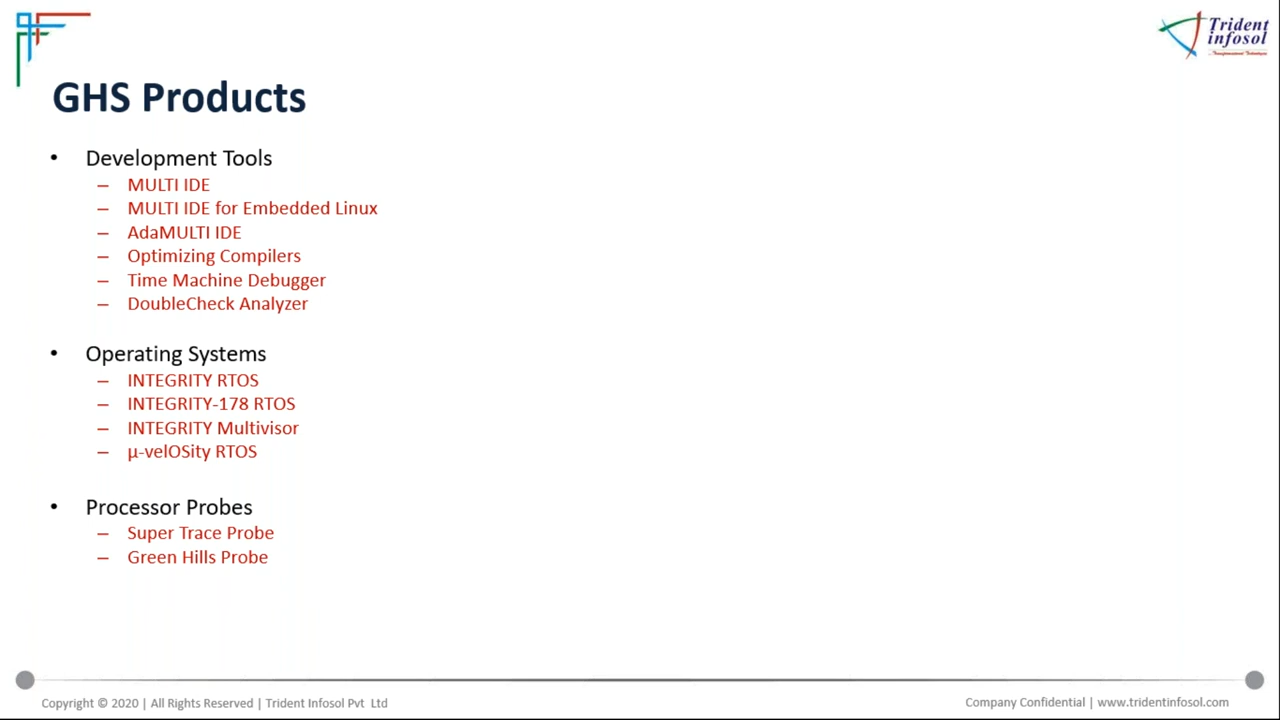 Trident
infosol
GHS Products
• Development Tools
– MULTI IDE
– MULTI IDE for Embedded Linux
– AdaMULTI IDE
– Optimizing Compilers
– Time Machine Debugger
– DoubleCheck Analyzer
• Operating Systems
– INTEGRITY RTOS
– INTEGRITY-178 RTOS
– INTEGRITY Multivisor
– µ-velOSity RTOS
• Processor Probes
– Super Trace Probe
– Green Hills Probe
Copyright © 2020 | All Rights Reserved | Trident Infosol Pvt Ltd
Company Confidential | www.tridentinfosol.com